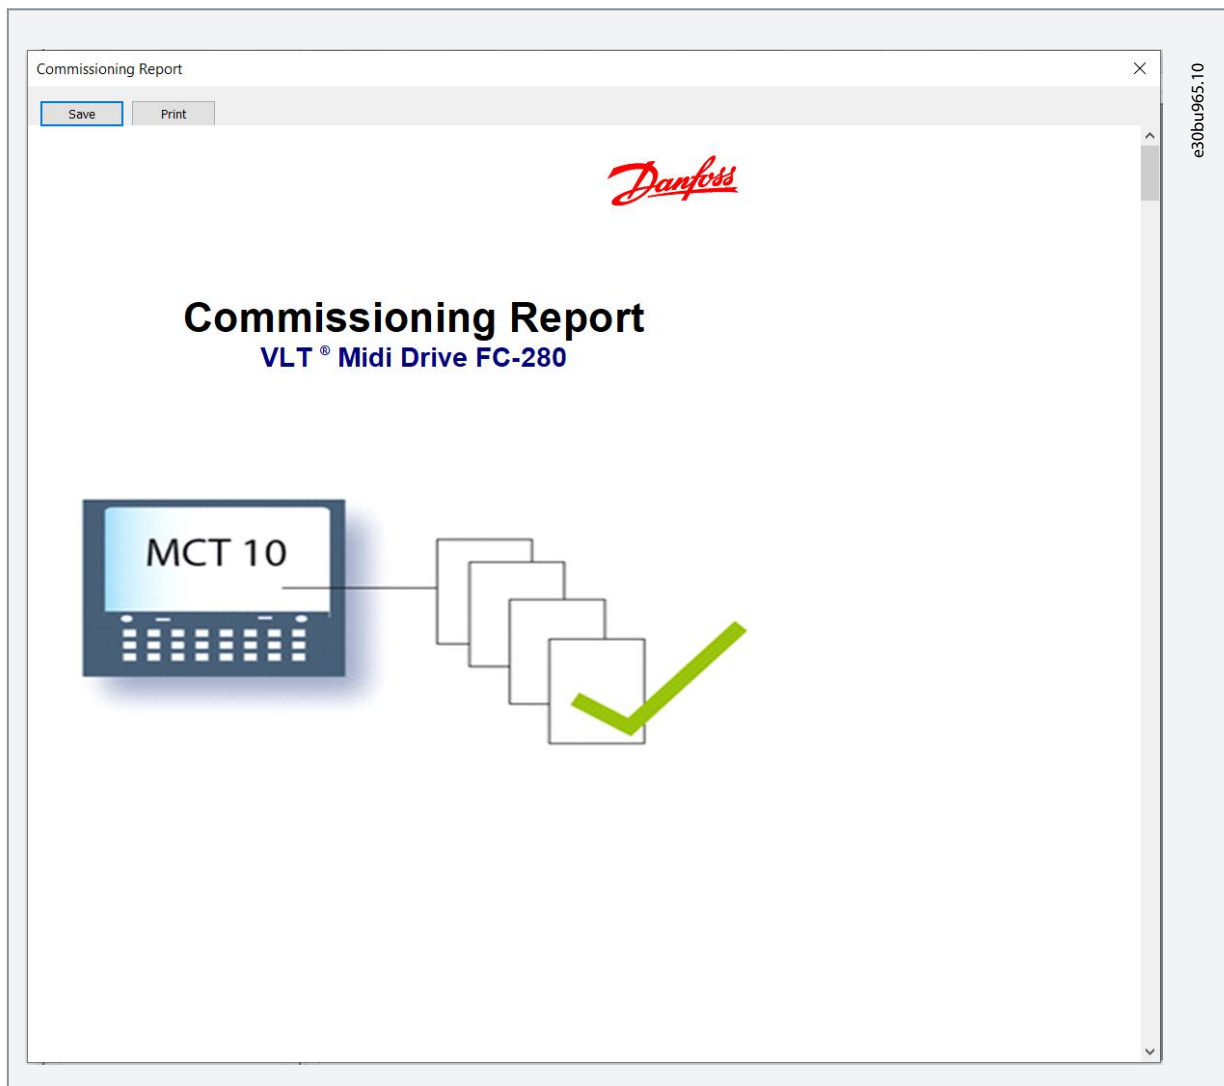 Commissioning Report
Save
Print
e30bu965.10
Danfoss
Commissioning Report
VLT ® Midi Drive FC-280
MCT 10